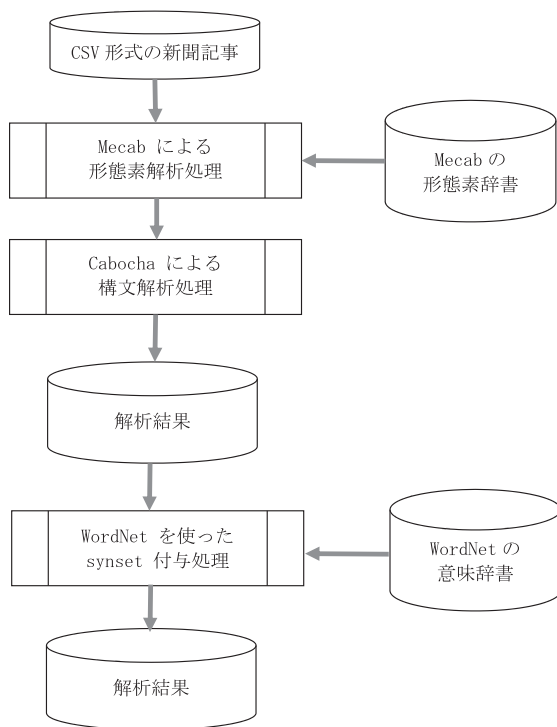 CSV 形式の新聞記事
Mecab による
形態素解析処理
Mecab の
形態素辞書
Cabocha による
構文解析処理
解析結果
WordNet を使った
synset 付与処理
WordNet の
意味辞書
解析結果